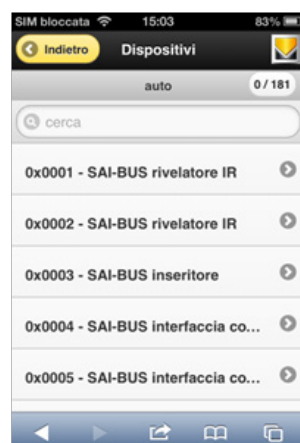 SIM bloccata 15:03 83%
Indietro Dispositivi
auto 0/181
cerca
0x0001 - SAI-BUS rivelatore IR
0x0002 - SAI-BUS rivelatore IR
0x0003 - SAI-BUS inseritore
0x0004 - SAI-BUS interfaccia co...
0x0005 - SAI-BUS interfaccia co...